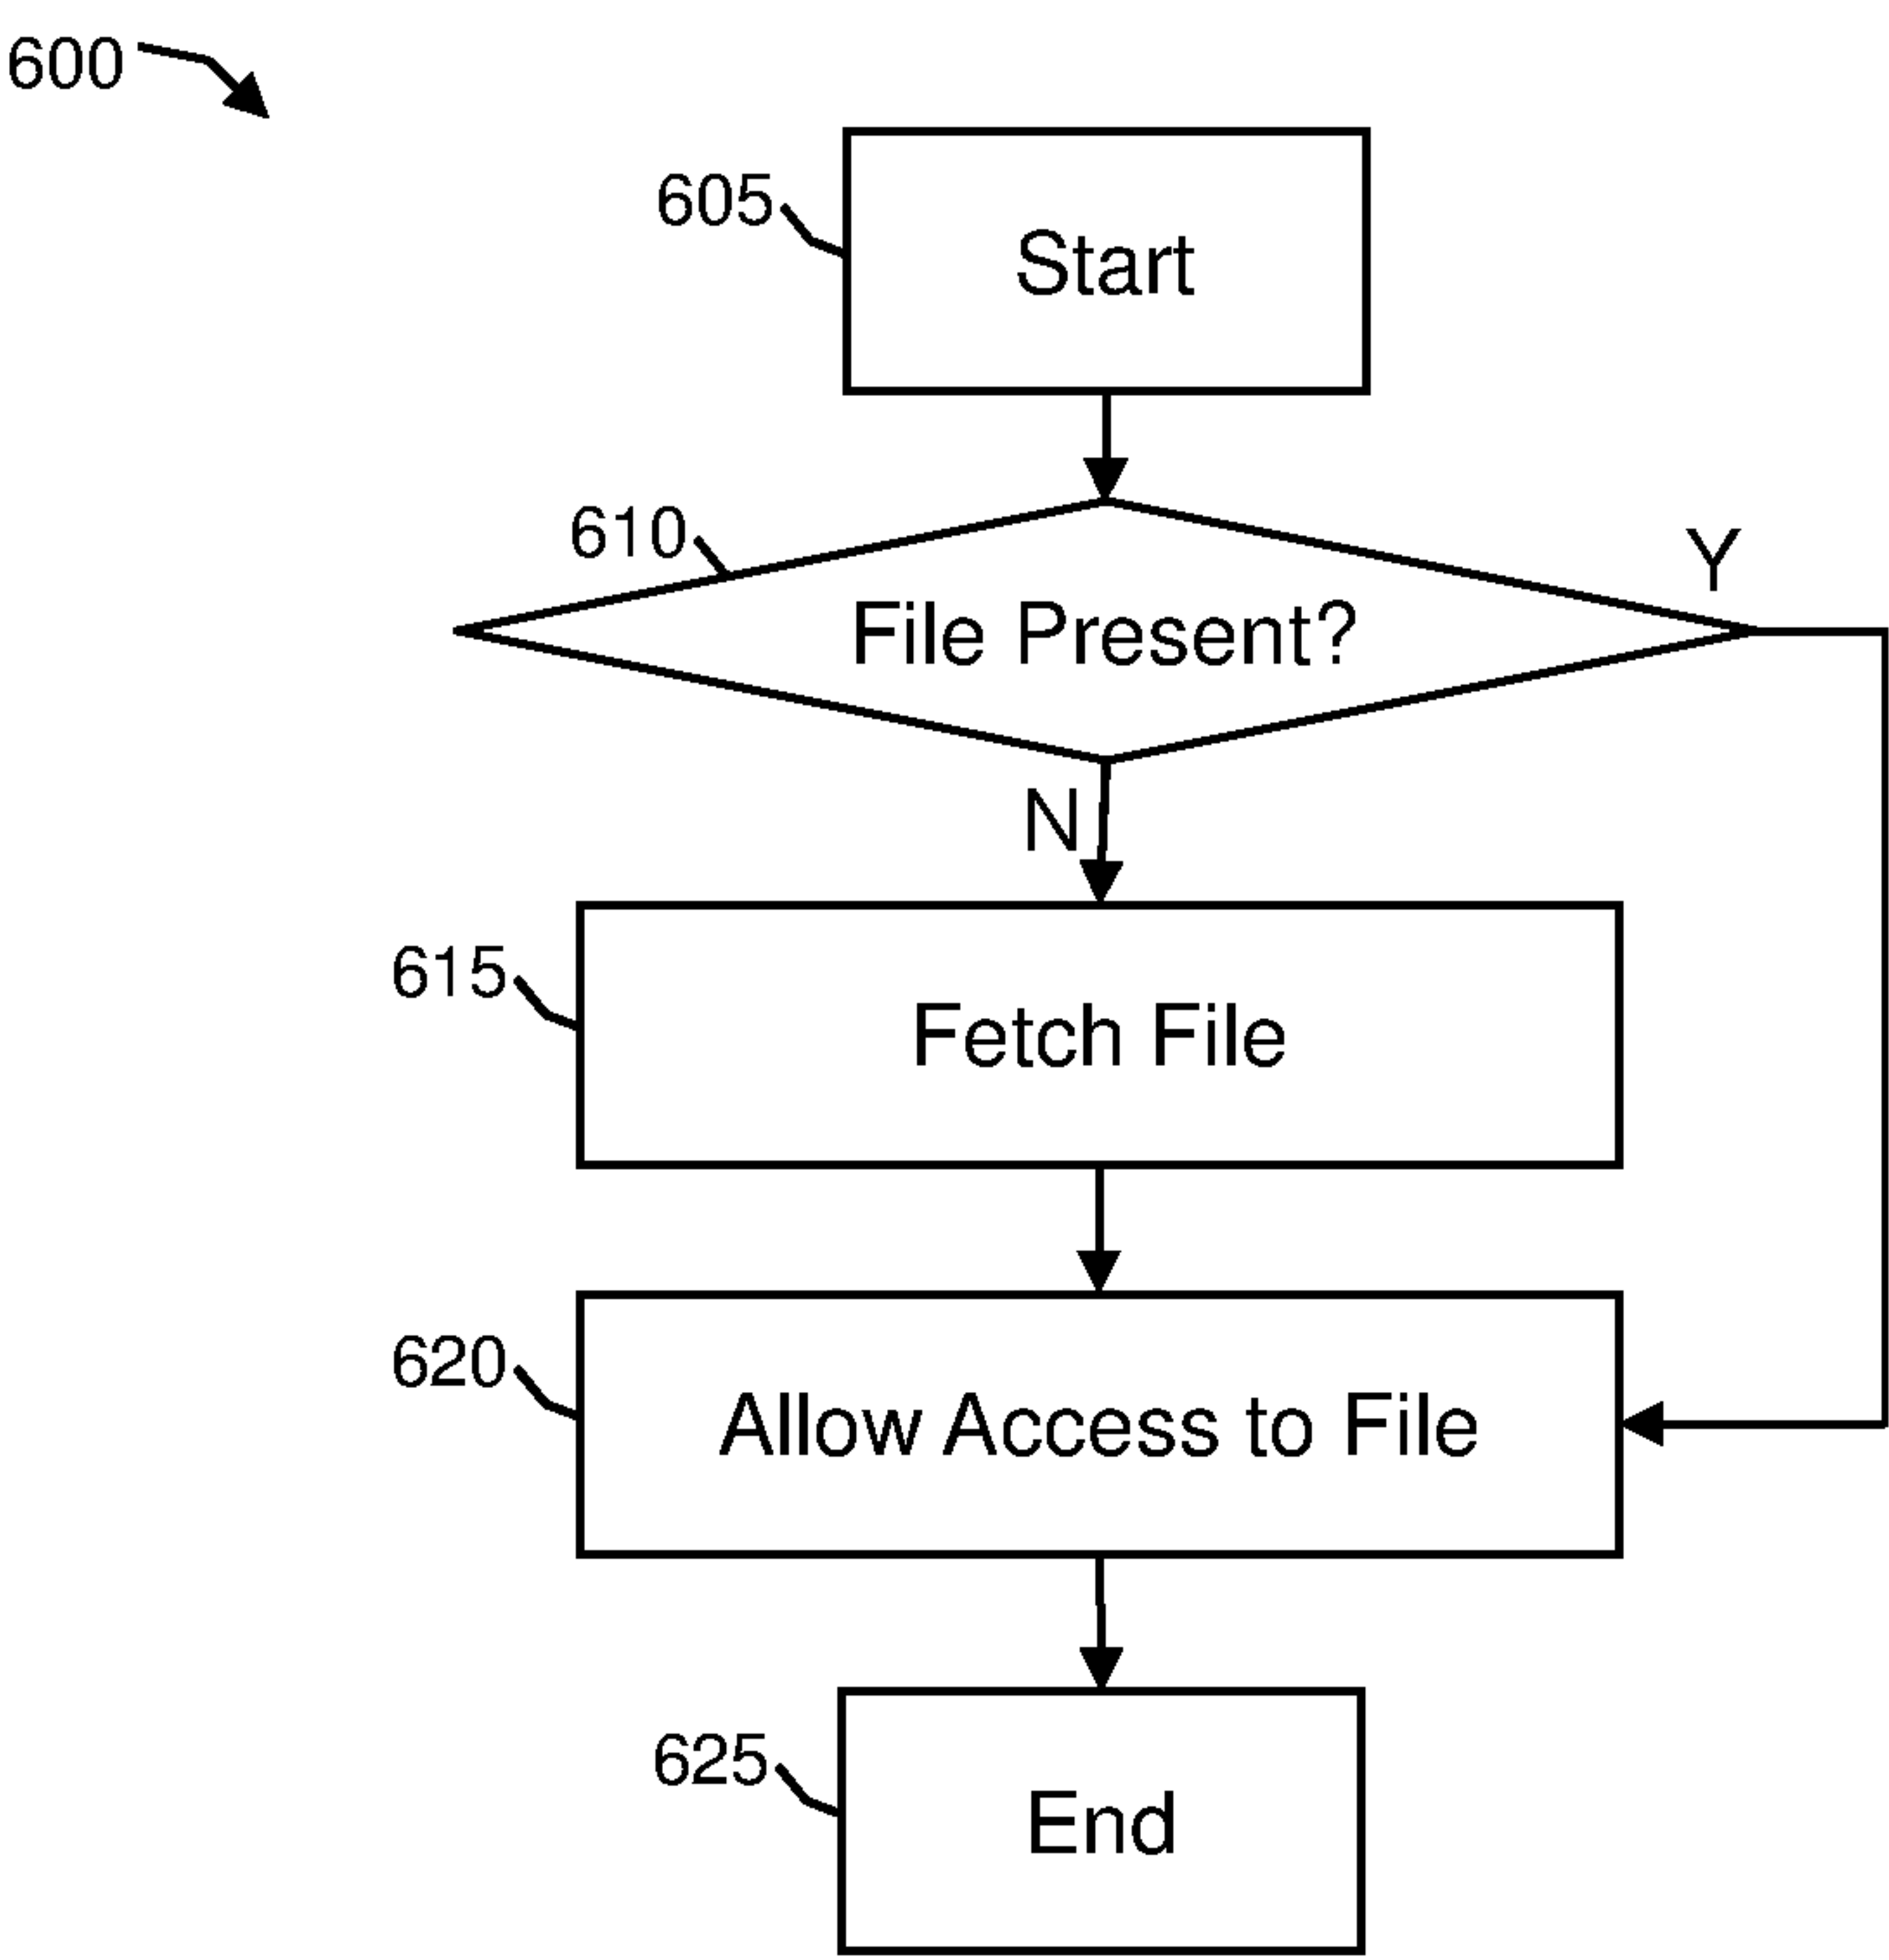 600
605
Start
610
Y
File Present?
N
615
Fetch File
620
Allow Access to File
625
End